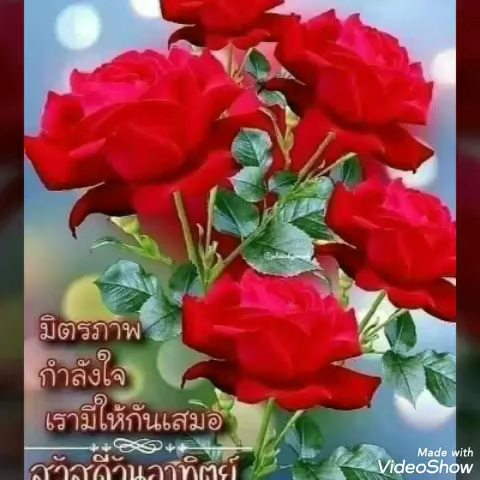 มิตรภาพ
กำลังใจ
เรามีให้กันเสมอ
สวัสดีวันอาทิตย์
Made with
VideoShow